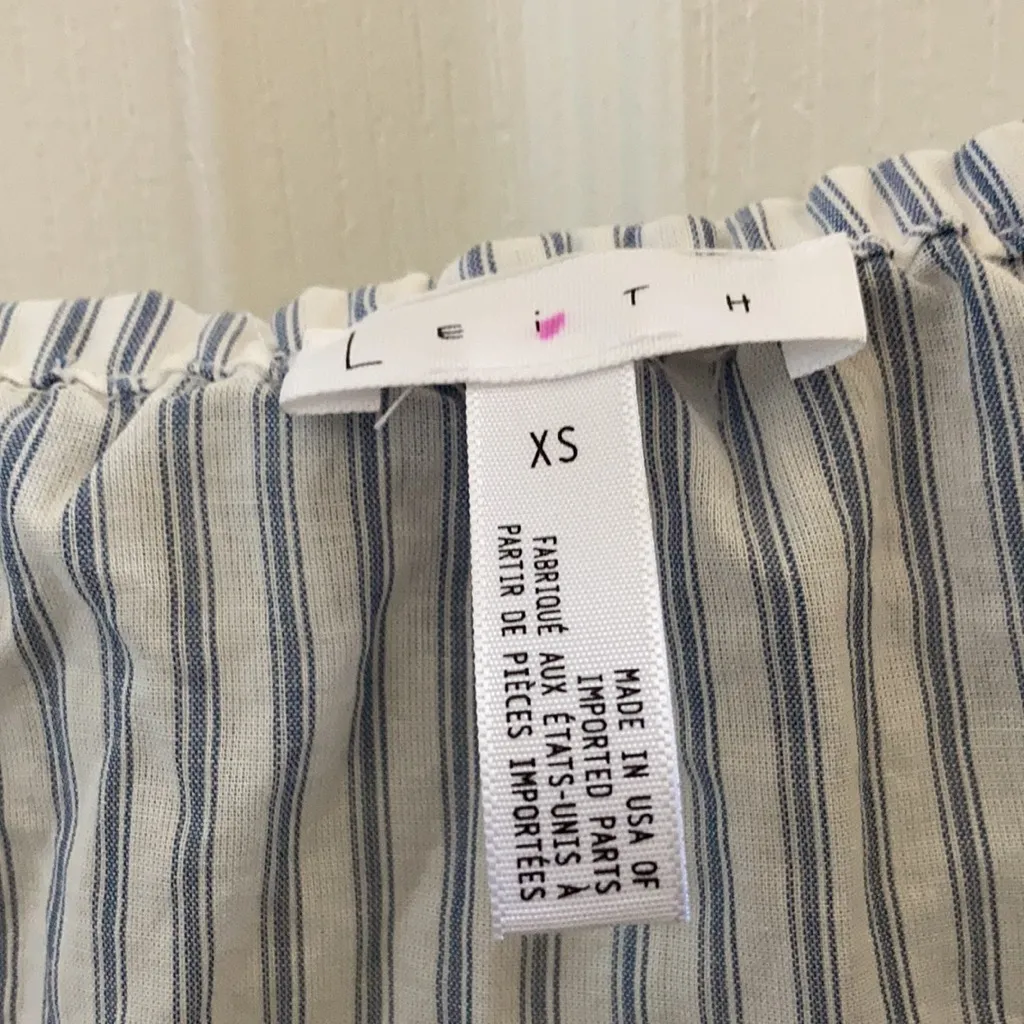 LEiTH
XS
MADE IN USA OF
IMPORTED PARTS
FABRIQUÉ AUX ÉTATS-UNIS À
PARTIR DE PIÈCES IMPORTÉES